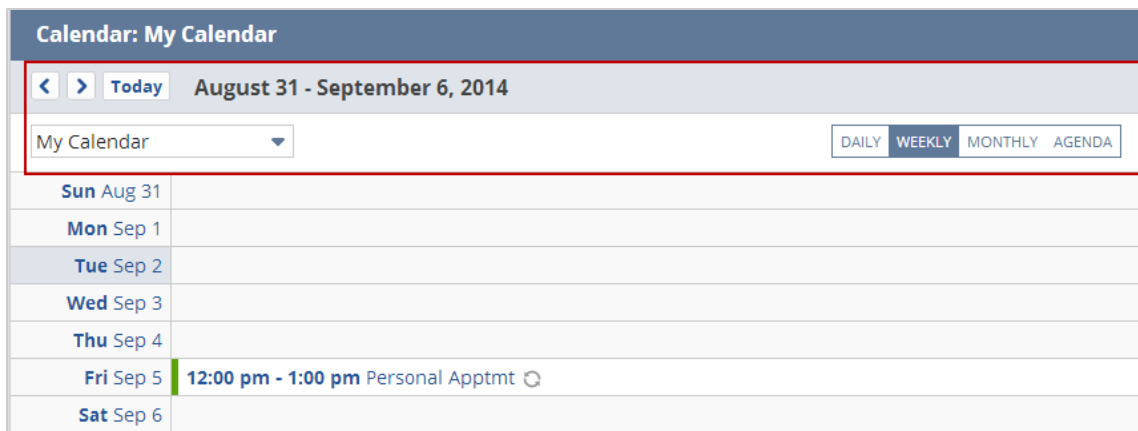 Calendar: My Calendar
Today August 31 - September 6, 2014
My Calendar DAILY WEEKLY MONTHLY AGENDA
Sun Aug 31
Mon Sep 1
Tue Sep 2
Wed Sep 3
Thu Sep 4
Fri Sep 5 12:00 pm - 1:00 pm Personal Apptmt
Sat Sep 6